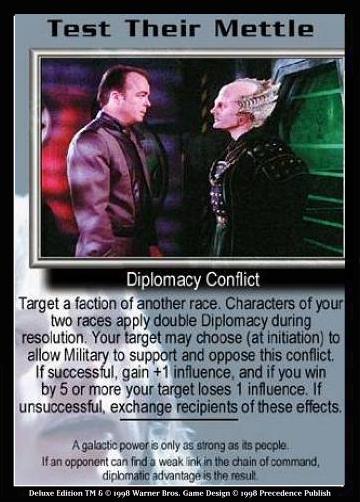 Test Their Mettle
Diplomacy Conflict
Target a faction of another race. Characters of your
two races apply double Diplomacy during
resolution. Your target may choose (at initiation) to
allow Military to support and oppose this conflict.
If successful, gain +1 influence, and if you win
by 5 or more your target loses 1 influence. If
unsuccessful, exchange recipients of these effects.
A galactic power is only as strong as its people.
If an opponent can find a weak link in the chain of command,
diplomatic advantage is the result.
Deluxe Edition TM & © 1998 Warner Bros. Game Design © 1998 Precedence Publish